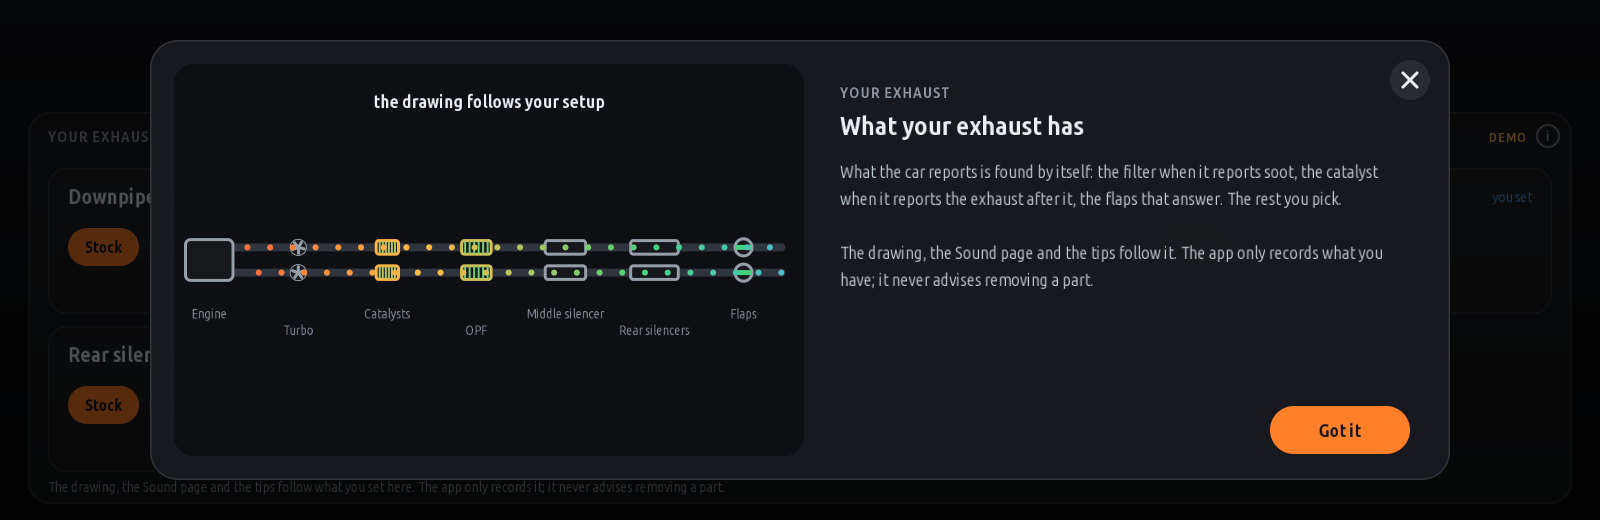 the drawing follows your setup
Engine
Turbo
Catalysts
OPF
Middle silencer
Rear silencers
Flaps
YOUR EXHAUST
What your exhaust has
What the car reports is found by itself: the filter when it reports soot, the catalyst
when it reports the exhaust after it, the flaps that answer. The rest you pick.
The drawing, the Sound page and the tips follow it. The app only records what you
have; it never advises removing a part.
Got it
YOUR EXHAUS
DEMO
i
Downpipe
you set
Stock
Rear silen
Stock
The drawing, the Sound page and the tips follow what you set here. The app only records it; it never advises removing a part.